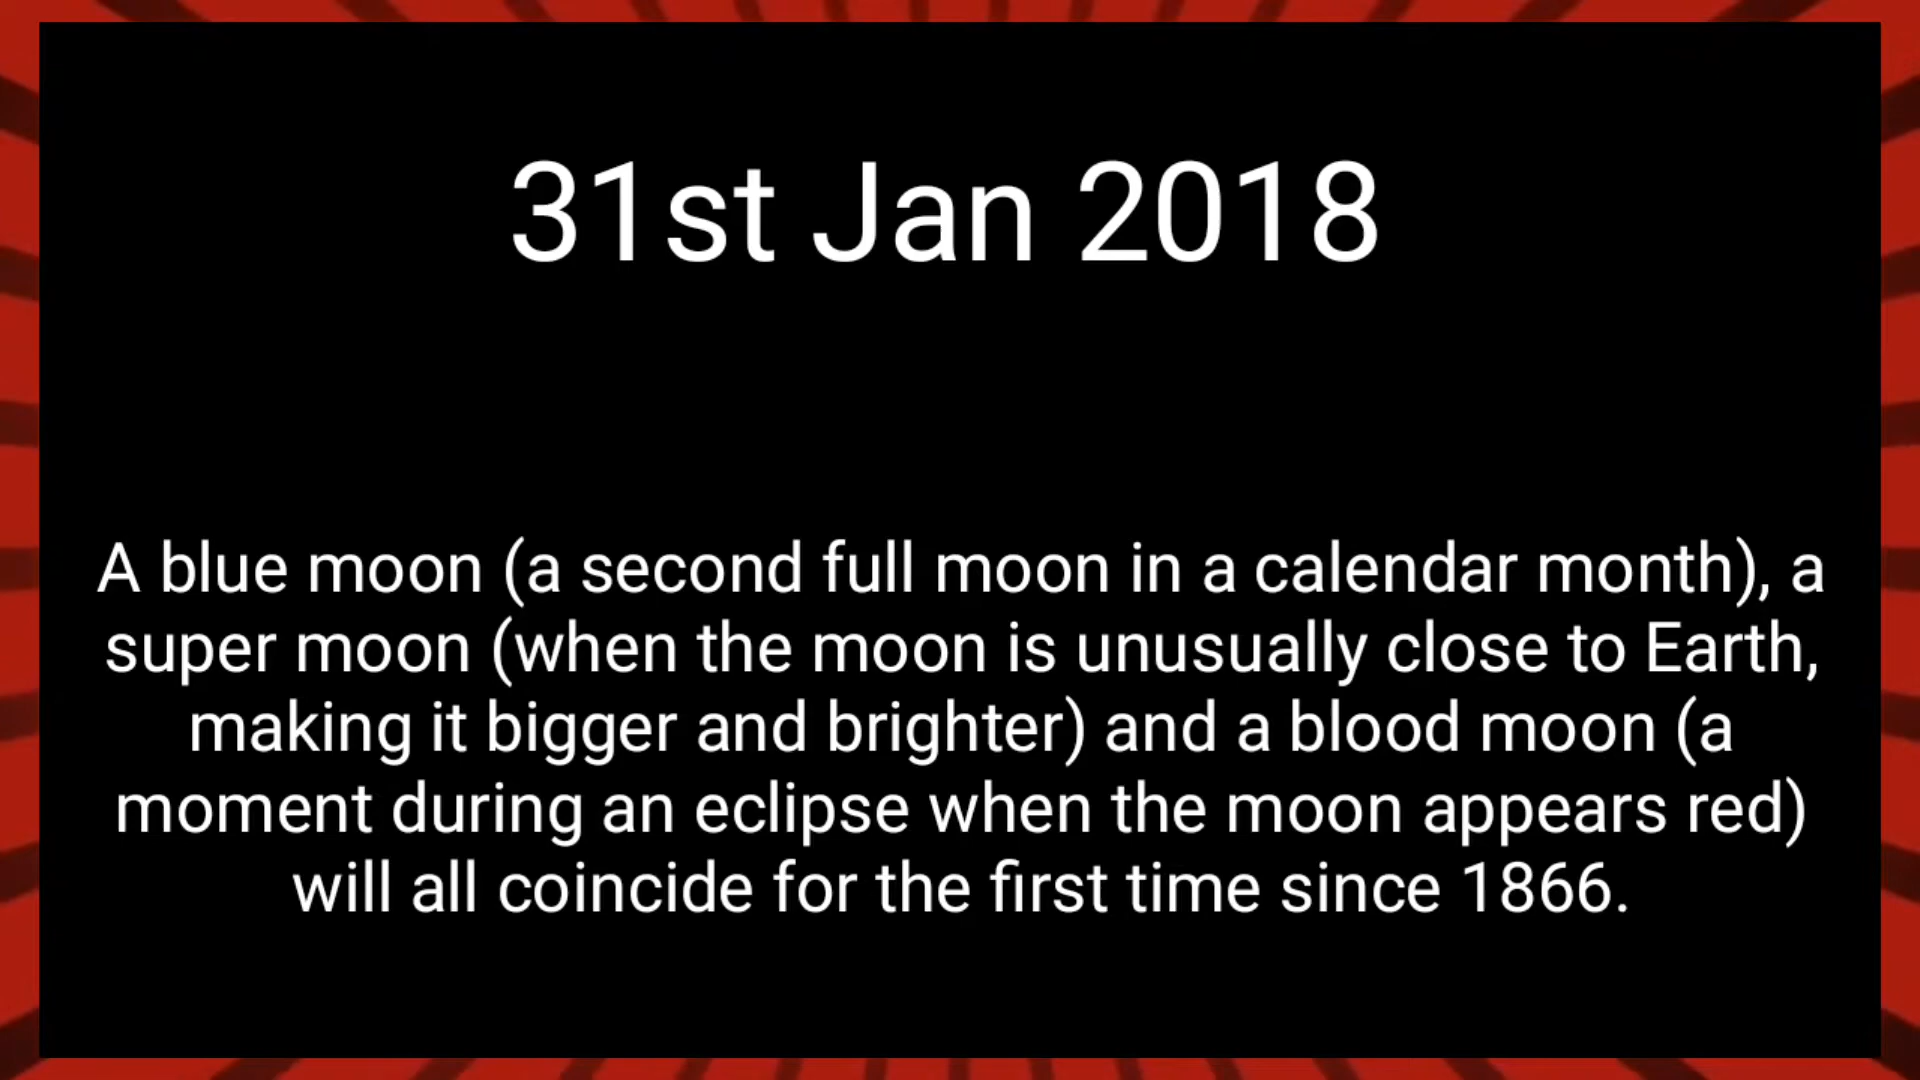 31st Jan 2018
A blue moon (a second full moon in a calendar month), a
super moon (when the moon is unusually close to Earth,
making it bigger and brighter) and a blood moon (a
moment during an eclipse when the moon appears red)
will all coincide for the first time since 1866.